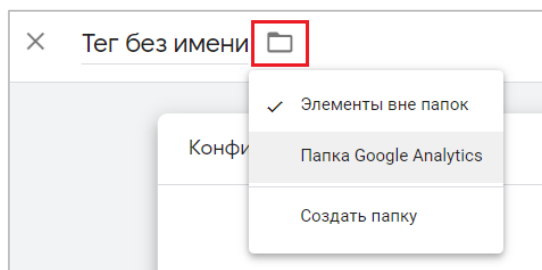 Тег без имени
Элементы вне папок
Конфи
Папка Google Analytics
Создать папку